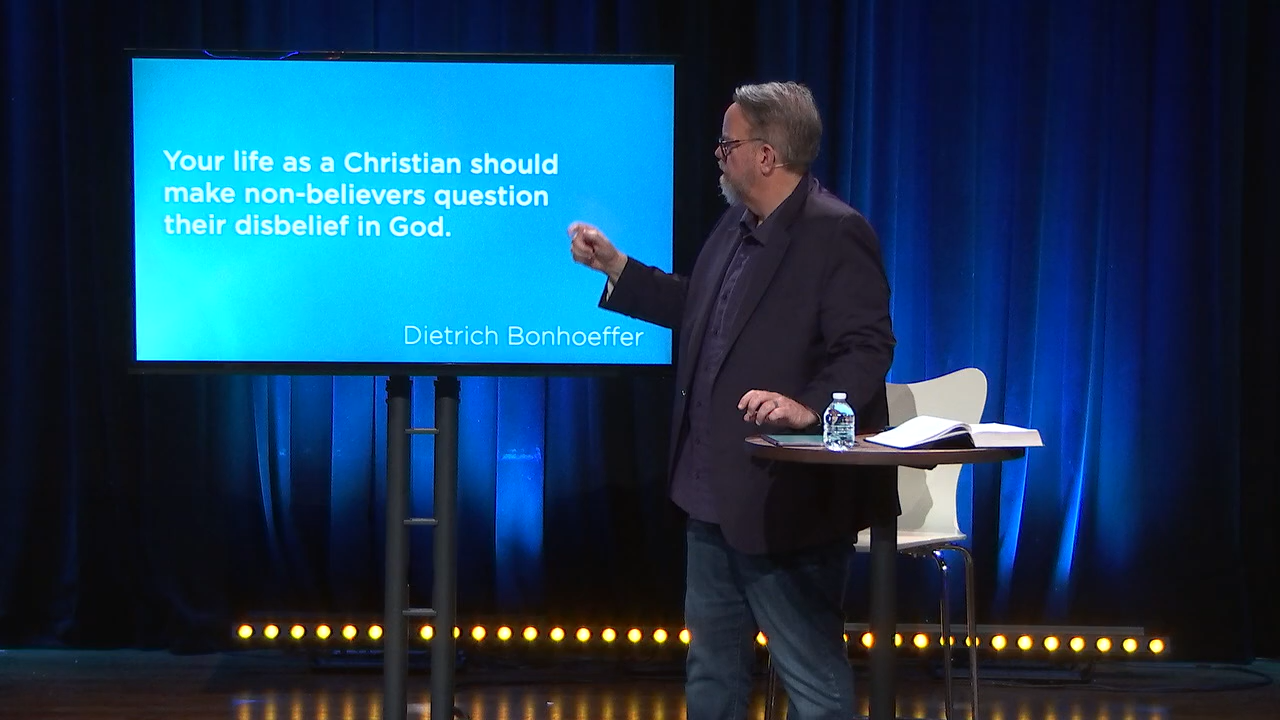 Your life as a Christian should
make non-believers question
their disbelief in God.
Dietrich Bonhoeffer